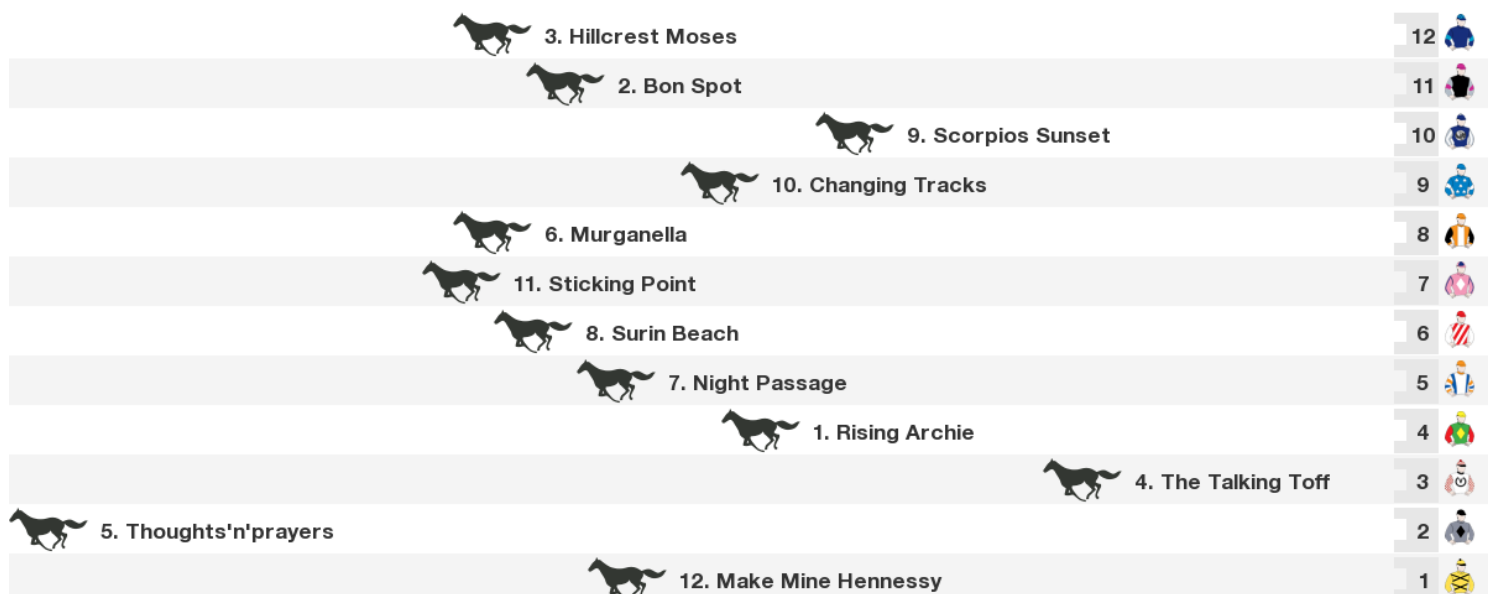 3. Hillcrest Moses 12
2. Bon Spot 11
9. Scorpios Sunset 10
10. Changing Tracks 9
6. Murganella 8
11. Sticking Point 7
8. Surin Beach 6
7. Night Passage 5
1. Rising Archie 4
4. The Talking Toff 3
5. Thoughts'n'prayers 2
12. Make Mine Hennessy 1